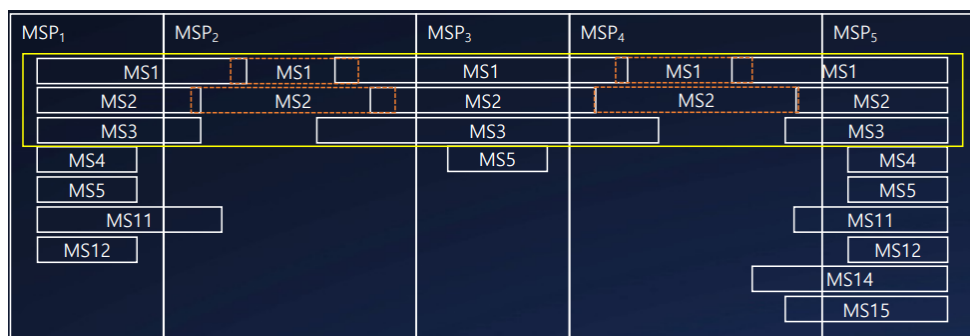 MSP₁ MSP₂ MSP₃ MSP₄ MSP₅
MS1 MS1 MS1 MS1 MS1
MS2 MS2 MS2 MS2 MS2
MS3 MS3 MS3
MS4 MS5 MS4
MS5 MS5
MS11 MS11
MS12 MS12
MS14
MS15